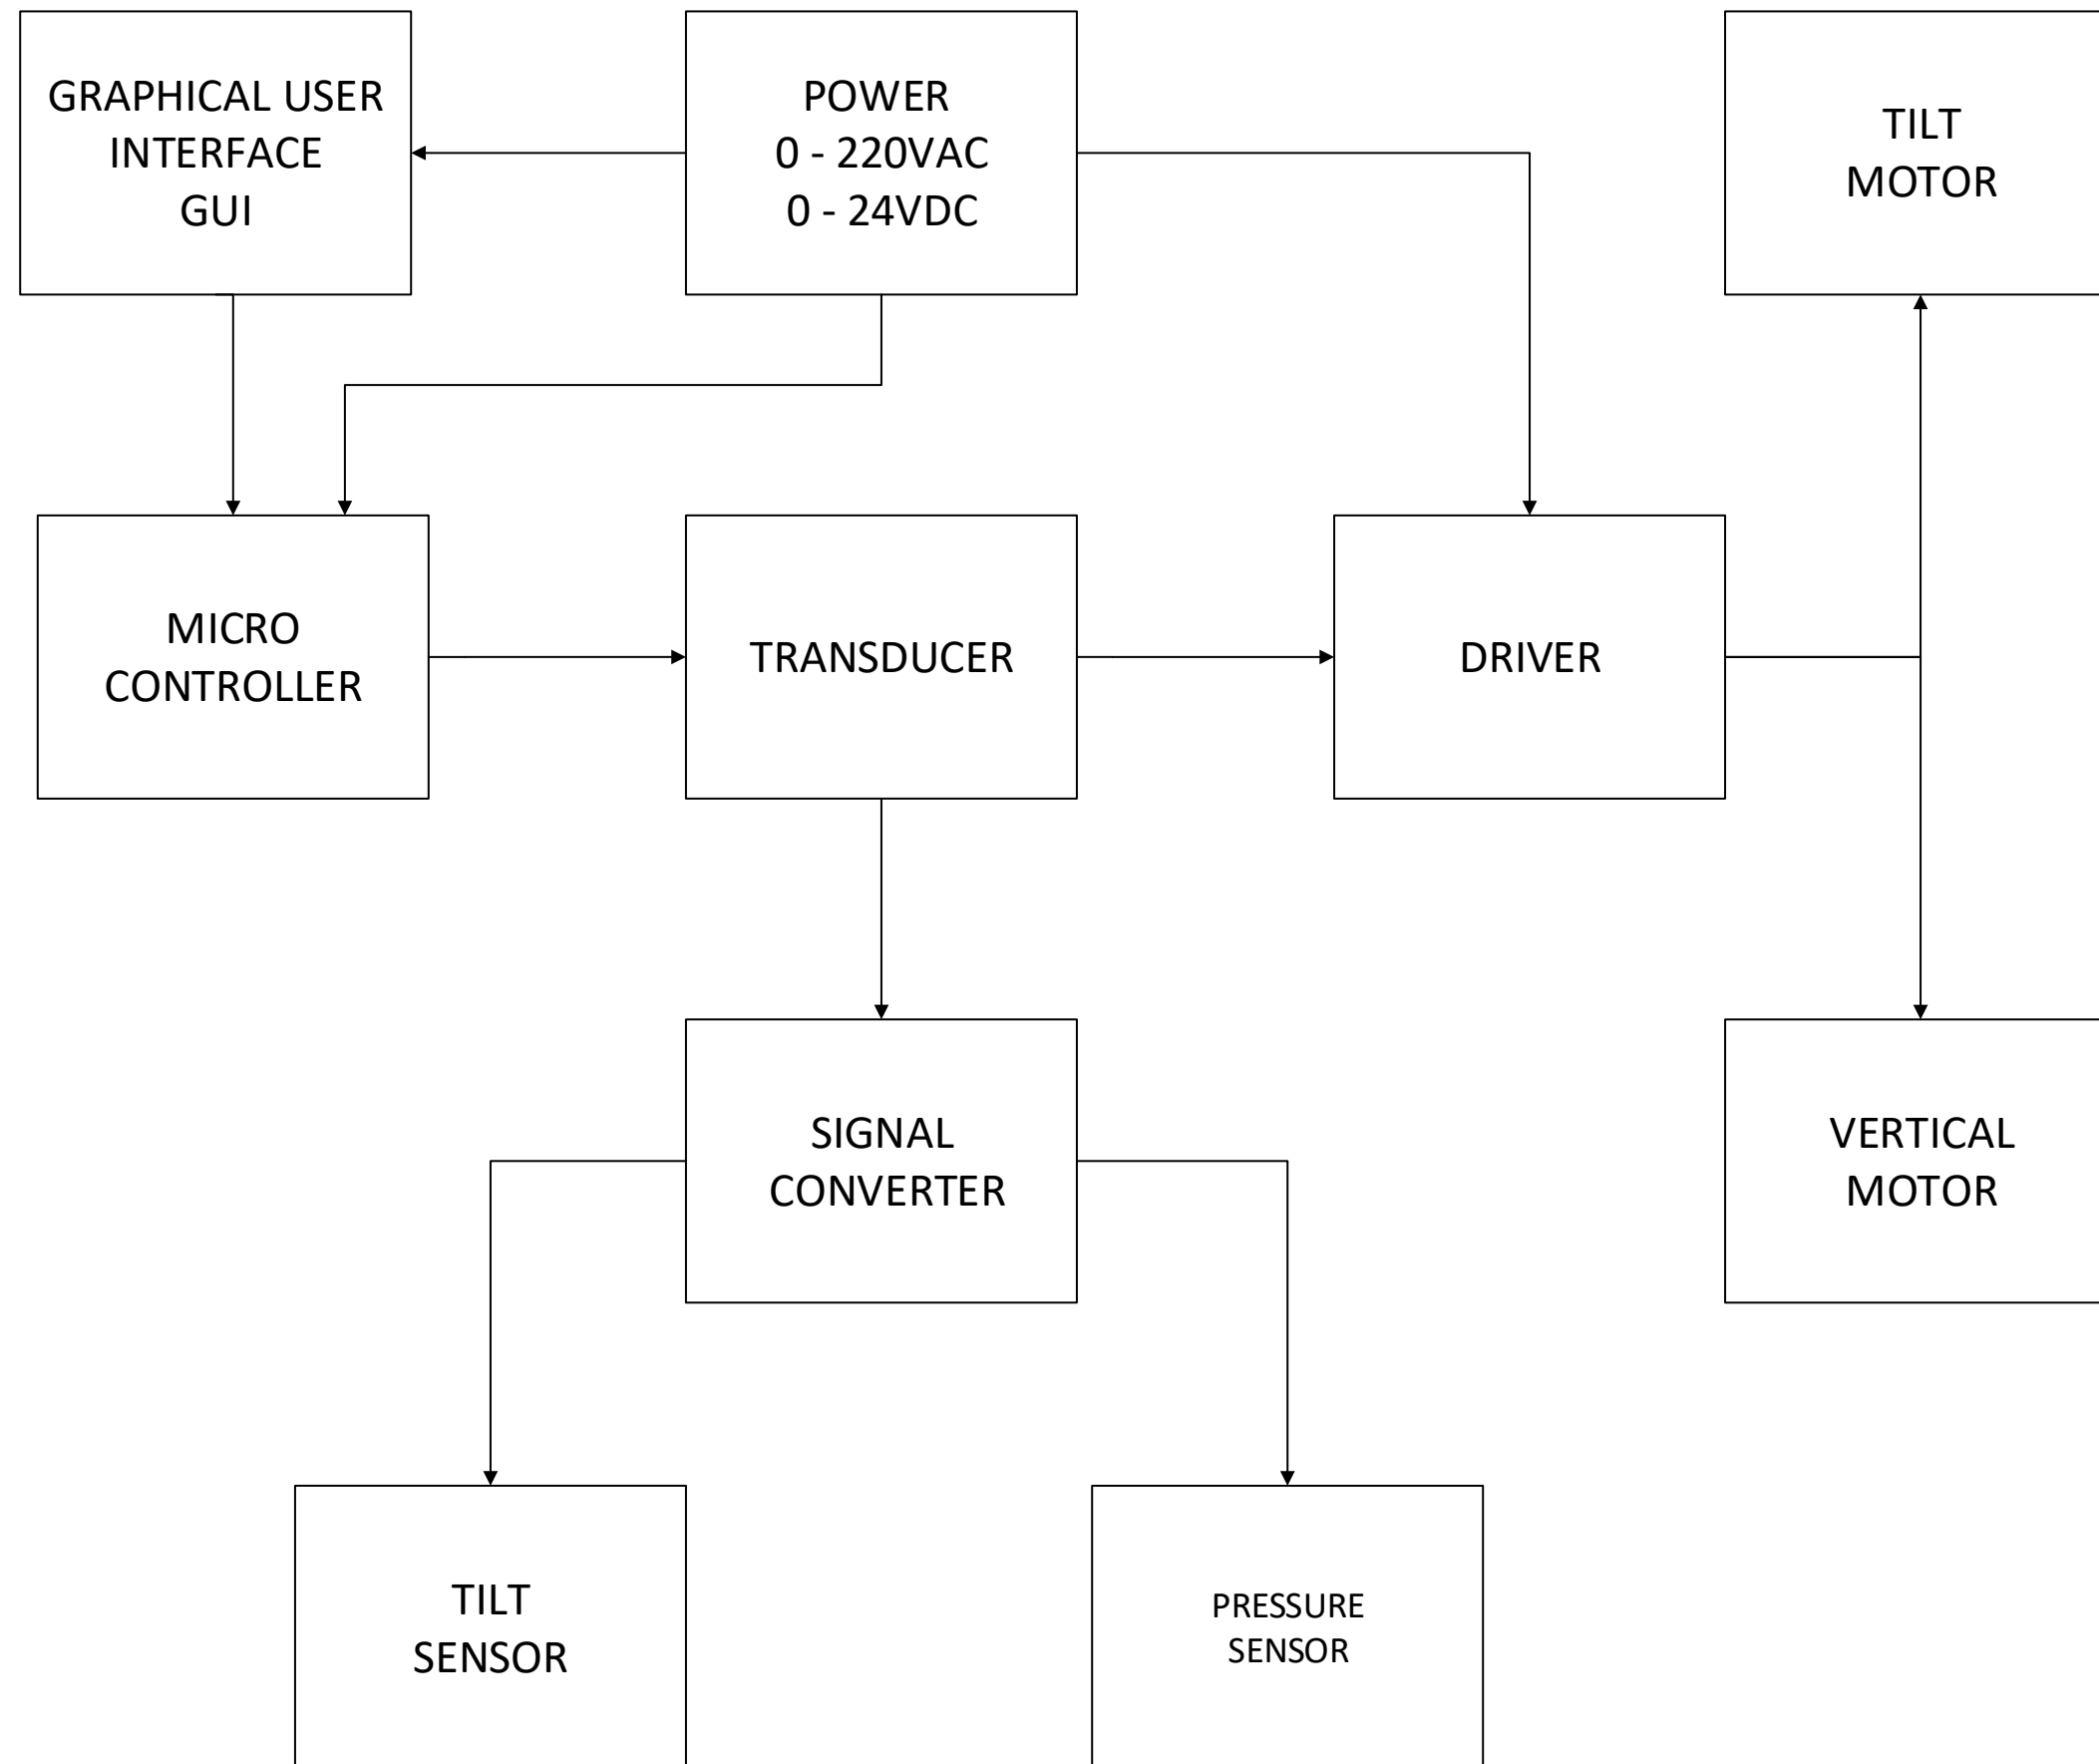 GRAPHICAL USER
INTERFACE
GUI
POWER
0 - 220VAC
0 - 24VDC
TILT
MOTOR
MICRO
CONTROLLER
TRANSDUCER
DRIVER
SIGNAL
CONVERTER
VERTICAL
MOTOR
TILT
SENSOR
PRESSURE
SENSOR